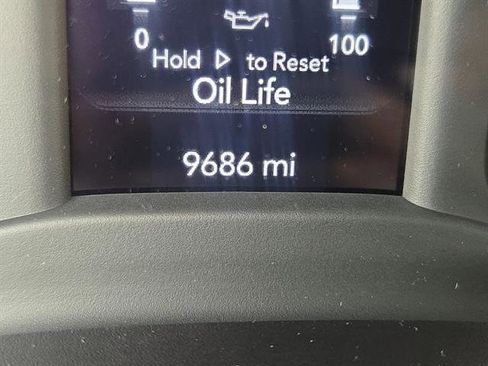 0 100
Hold ▷ to Reset
Oil Life
9686 mi